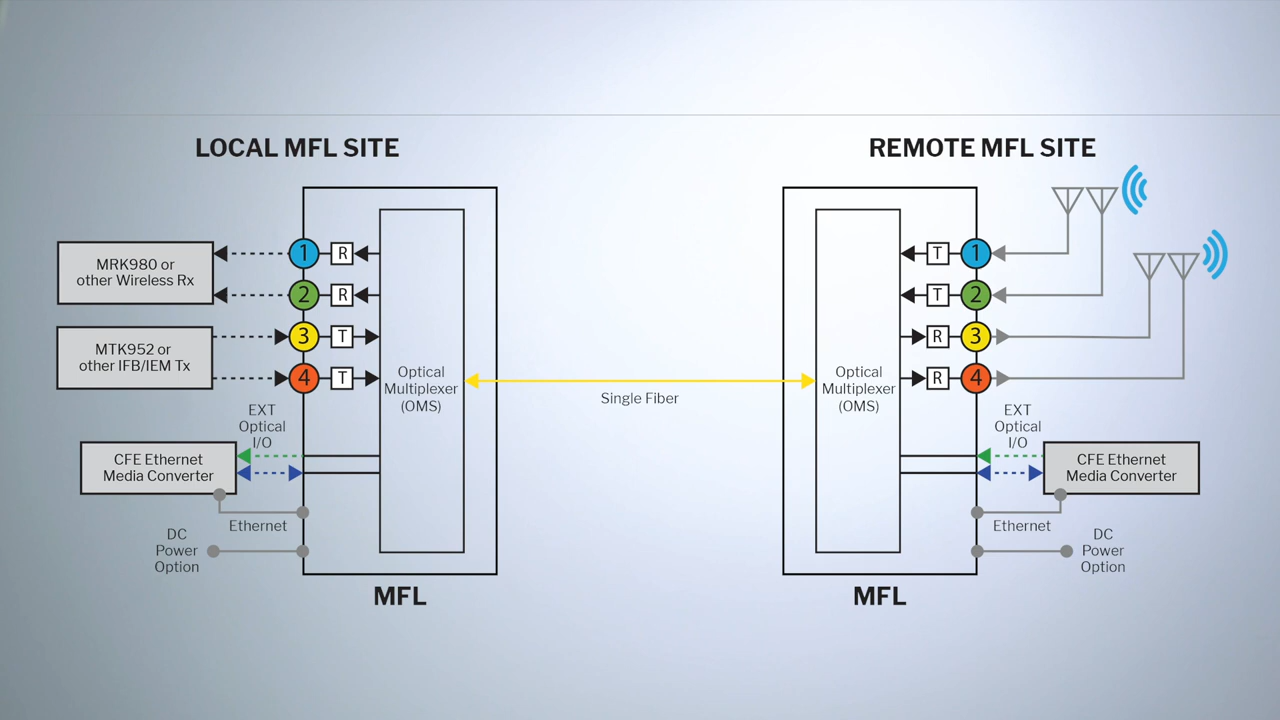 LOCAL MFL SITE
MRK980 or
other Wireless Rx
MTK952 or
other IFB/IEM Tx
1
R
2
R
3
T
4
T
Optical
Multiplexer
(OMS)
EXT
Optical
I/O
CFE Ethernet
Media Converter
Ethernet
DC
Power
Option
MFL
Single Fiber
REMOTE MFL SITE
Optical
Multiplexer
(OMS)
T
1
T
2
R
3
R
4
EXT
Optical
I/O
CFE Ethernet
Media Converter
Ethernet
DC
Power
Option
MFL